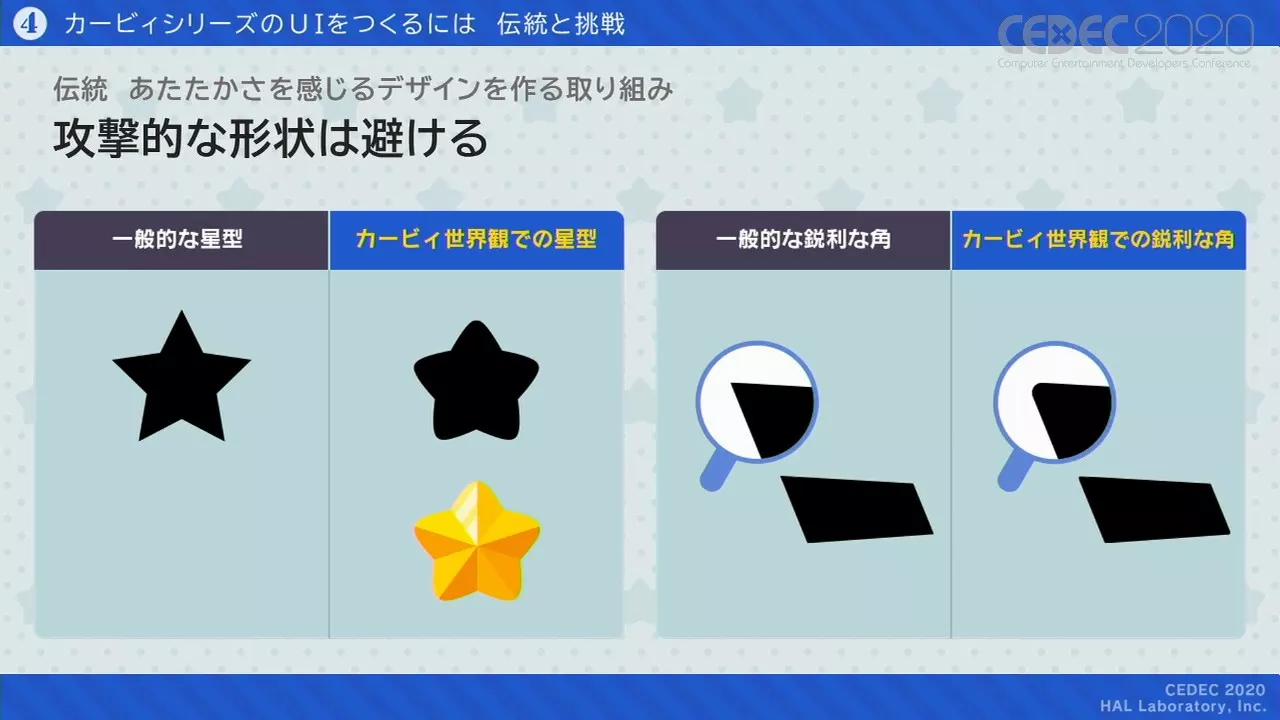 4 カービィシリーズのUIをつくるには 伝統と挑戦
CEDEC2020
Computer Entertainment Developers Conference
伝統 あたたかさを感じるデザインを作る取り組み
攻撃的な形状は避ける
一般的な星型
カービィ世界観での星型
一般的な鋭利な角
カービィ世界観での鋭利な角
CEDEC 2020
HAL Laboratory, Inc.